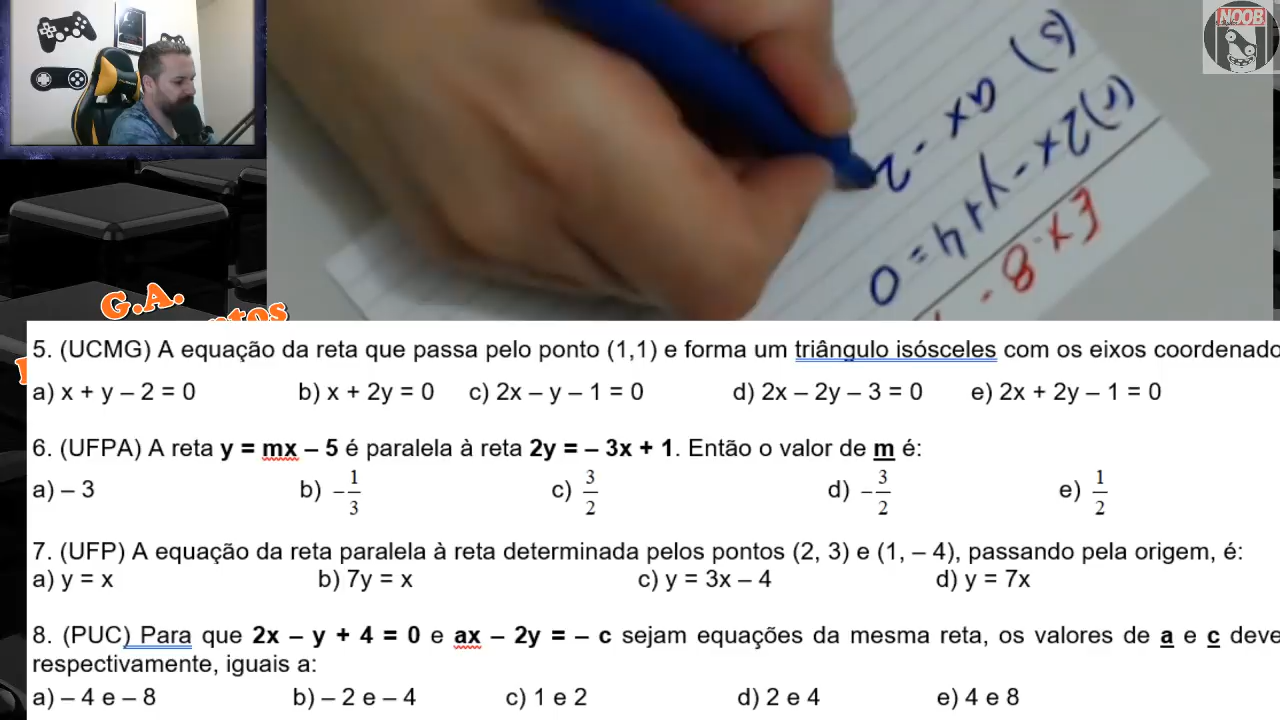 NOOB
(s) ax - 2
(r) 2x - y + 4 = 0
Ex. 8 -
G.A.
5. (UCMG) A equação da reta que passa pelo ponto (1,1) e forma um triângulo isósceles com os eixos coordenado
a) x + y – 2 = 0 b) x + 2y = 0 c) 2x – y – 1 = 0 d) 2x – 2y – 3 = 0 e) 2x + 2y – 1 = 0
6. (UFPA) A reta y = mx – 5 é paralela à reta 2y = – 3x + 1. Então o valor de m é:
a) – 3 b) –1/3 c) 3/2 d) –3/2 e) 1/2
7. (UFP) A equação da reta paralela à reta determinada pelos pontos (2, 3) e (1, – 4), passando pela origem, é:
a) y = x b) 7y = x c) y = 3x – 4 d) y = 7x
8. (PUC) Para que 2x – y + 4 = 0 e ax – 2y = – c sejam equações da mesma reta, os valores de a e c deve
respectivamente, iguais a:
a) – 4 e – 8 b) – 2 e – 4 c) 1 e 2 d) 2 e 4 e) 4 e 8